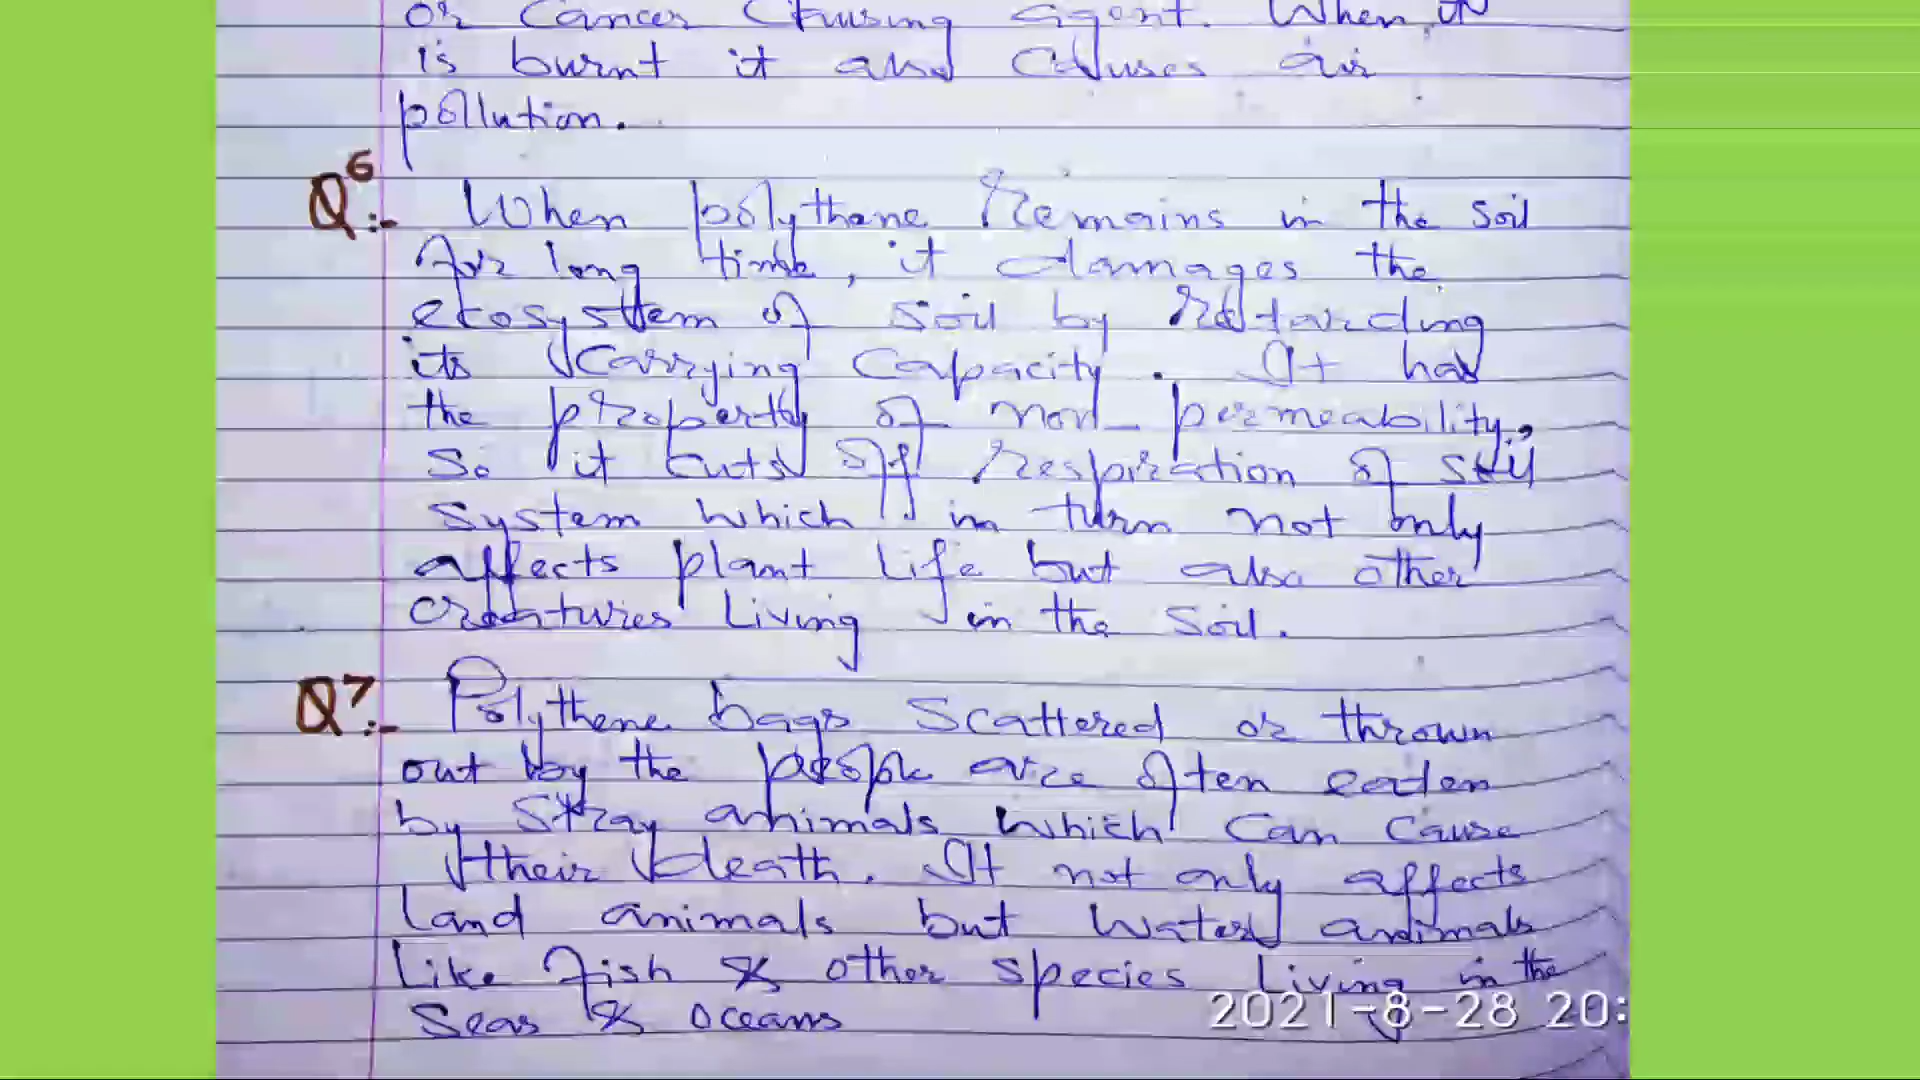 or Cancer Causing agent. When it
is burnt it also Causes air
pollution.
Q6:- When polythene remains in the soil
for long time, it damages the
ecosystem of soil by retarding
its Carrying Capacity. It has
the property of non-permeability,
So it cuts off respiration of soil
system which in turn not only
affects plant life but also other
creatures living in the soil.
Q7:- Polythene bags Scattered or thrown
out by the people are often eaten
by stray animals which can cause
their death. It not only affects
land animals but water animals
like fish & other species living in the
Seas & oceans
2021-8-28 20: